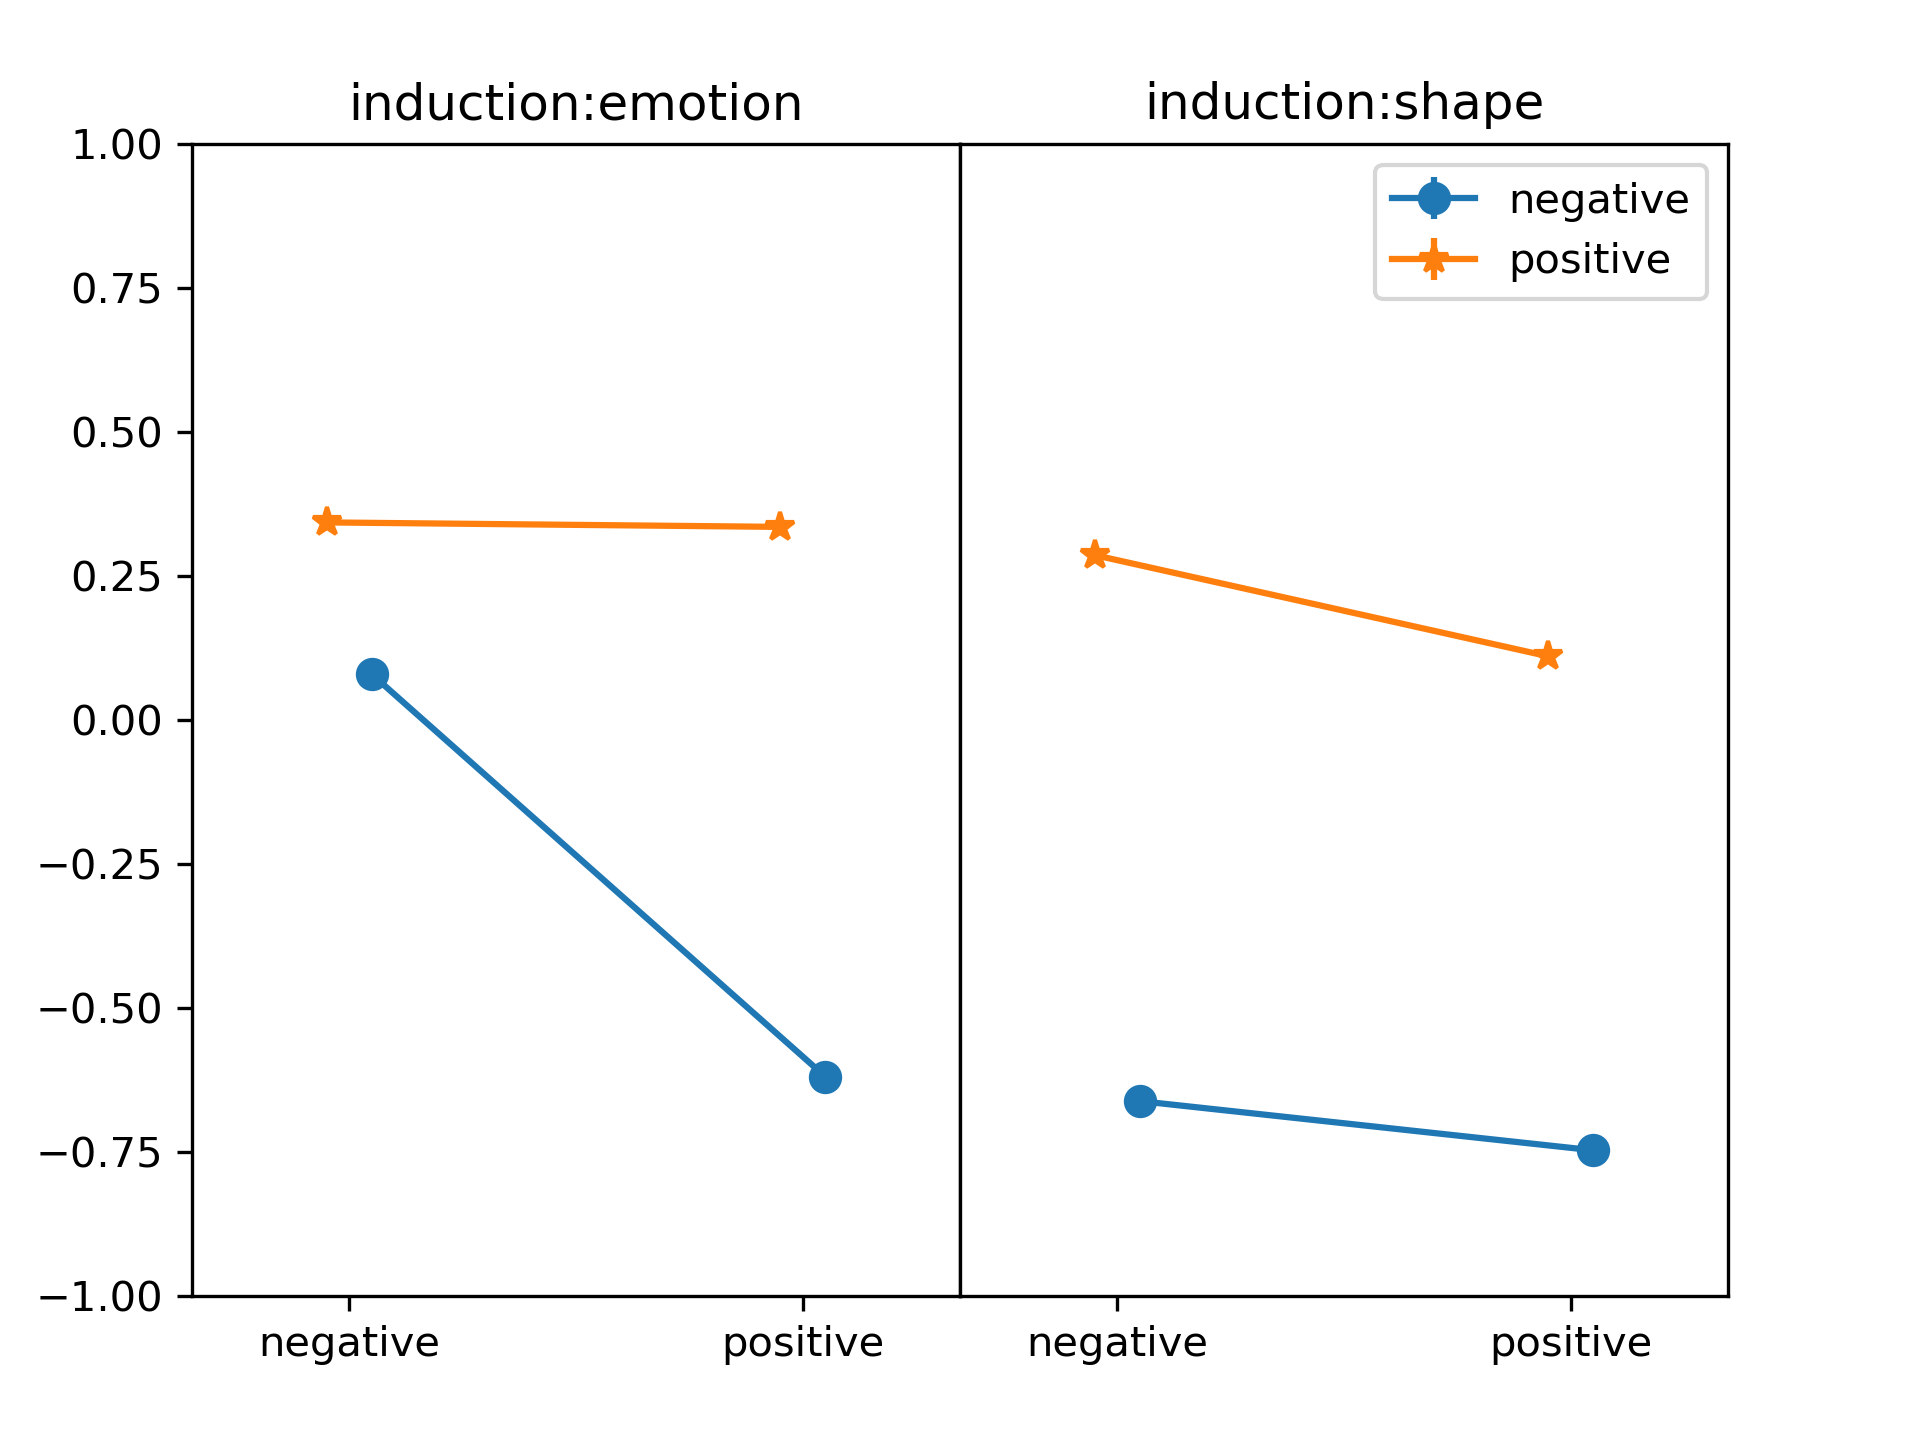 induction:emotion
induction:shape
1.00
0.75
0.50
0.25
0.00
−0.25
−0.50
−0.75
−1.00
negative
positive
negative
positive
negative
positive